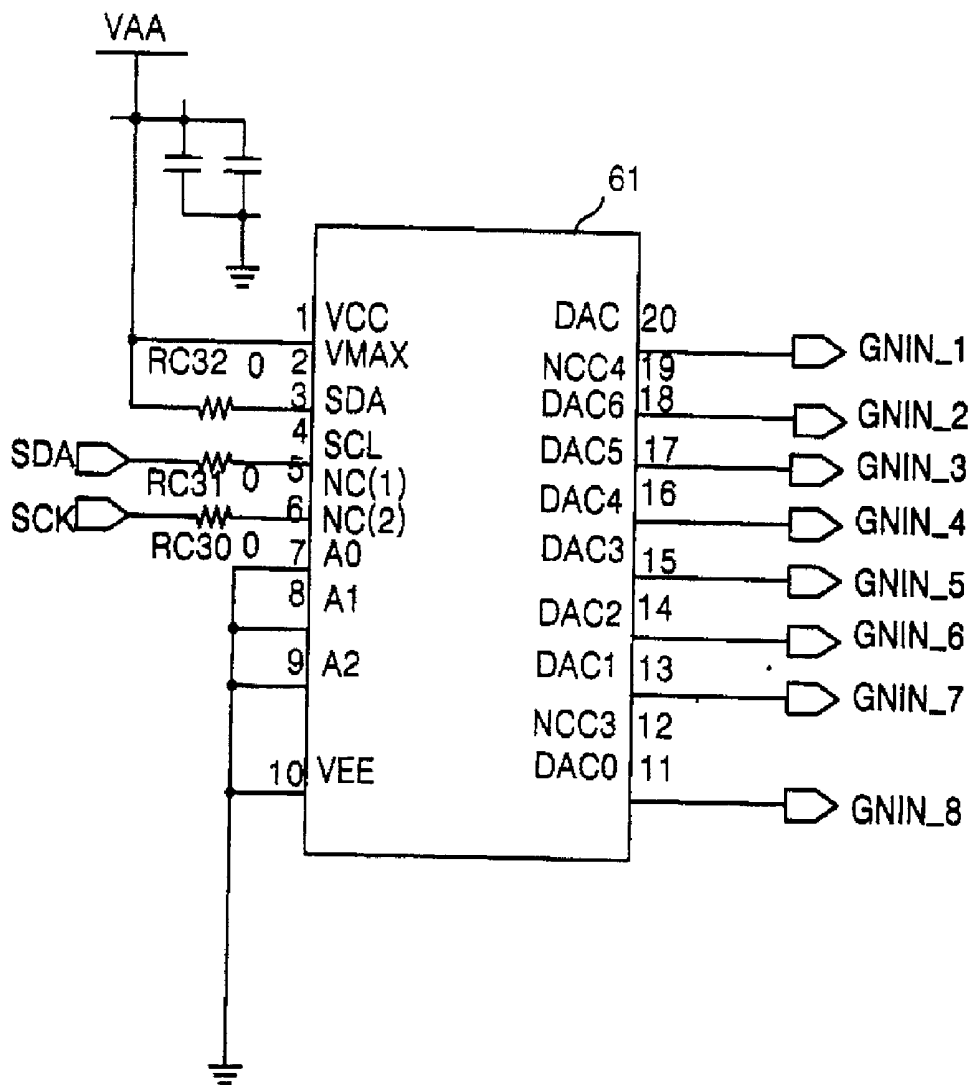 VAA
61
1 VCC
2 VMAX
RC32 0
3 SDA
4 SCL
SDA
5 NC(1)
RC31 0
SCK
6 NC(2)
RC30 0
7 A0
8 A1
9 A2
10 VEE
DAC 20
GNIN_1
NCC4 19
DAC6 18
GNIN_2
DAC5 17
GNIN_3
DAC4 16
GNIN_4
DAC3 15
GNIN_5
DAC2 14
GNIN_6
DAC1 13
GNIN_7
NCC3 12
DAC0 11
GNIN_8